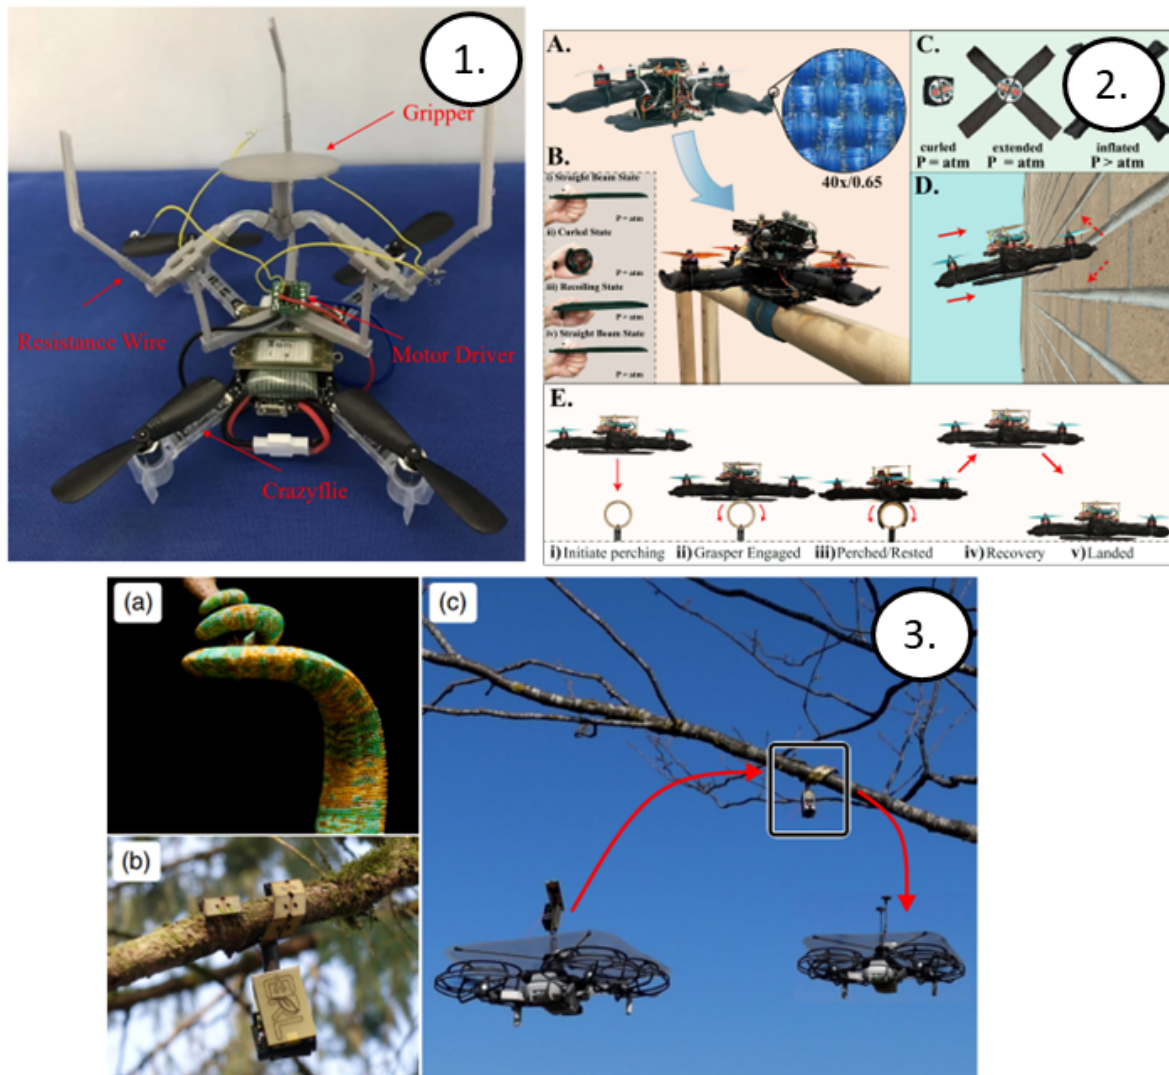 1.
Gripper
Resistance Wire
Motor Driver
Crazyflie
A.
40x/0.65
B.
i) Straight Beam State
P = atm
ii) Curled State
P = atm
iii) Recoiling State
P = atm
iv) Straight Beam State
P = atm
C.
2.
curled
P = atm
extended
P = atm
inflated
P > atm
D.
E.
i) Initiate perching
ii) Grasper Engaged
iii) Perched/Rested
iv) Recovery
v) Landed
(a)
(b)
ERL
(c)
3.